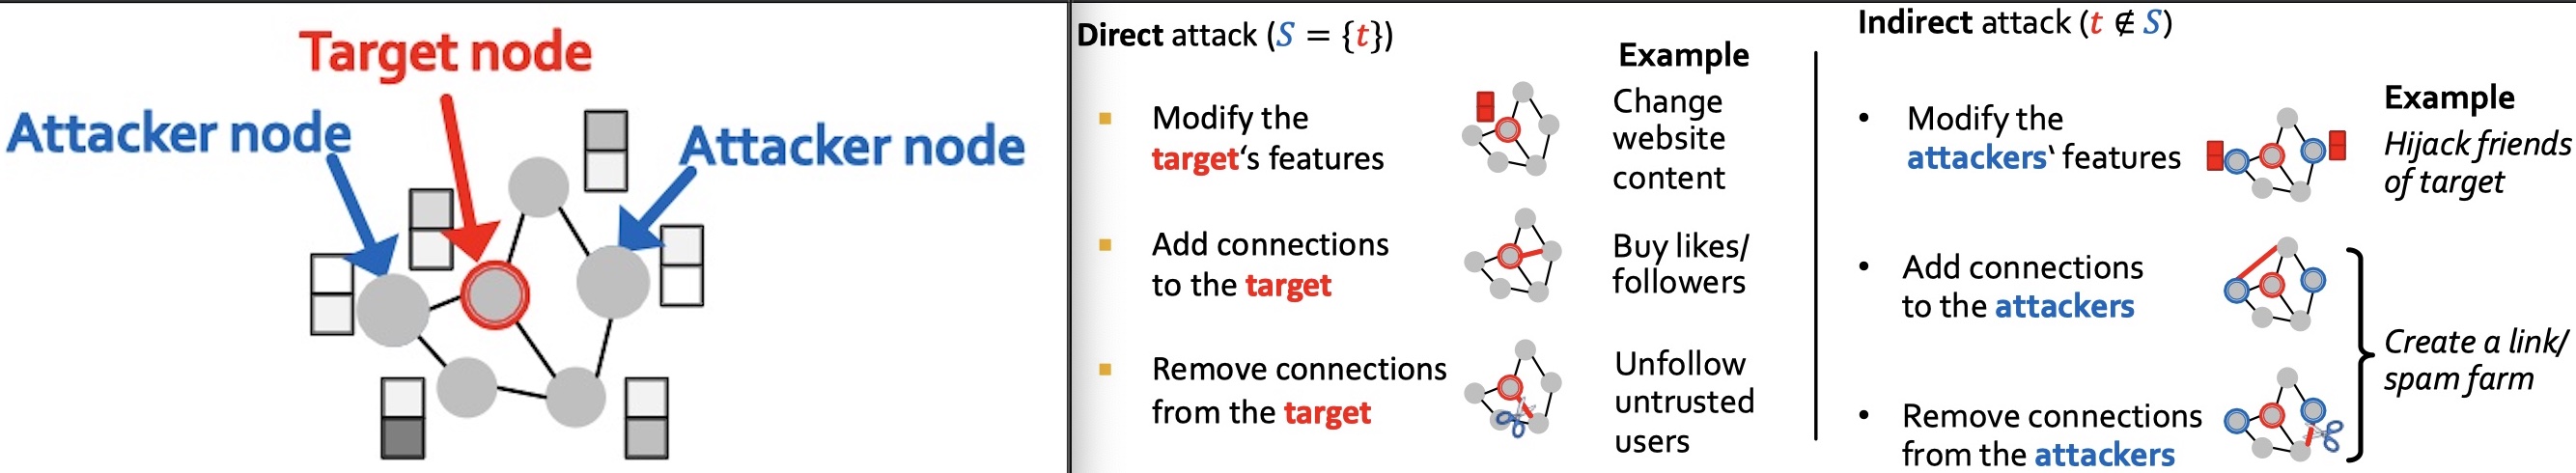 Target node
Attacker node
Attacker node
Direct attack (S = {t})
Example
Modify the
target‘s features
Change
website
content
Add connections
to the target
Buy likes/
followers
Remove connections
from the target
Unfollow
untrusted
users
Indirect attack (t ∉ S)
Example
Modify the
attackers‘ features
Hijack friends
of target
Add connections
to the attackers
Remove connections
from the attackers
Create a link/
spam farm